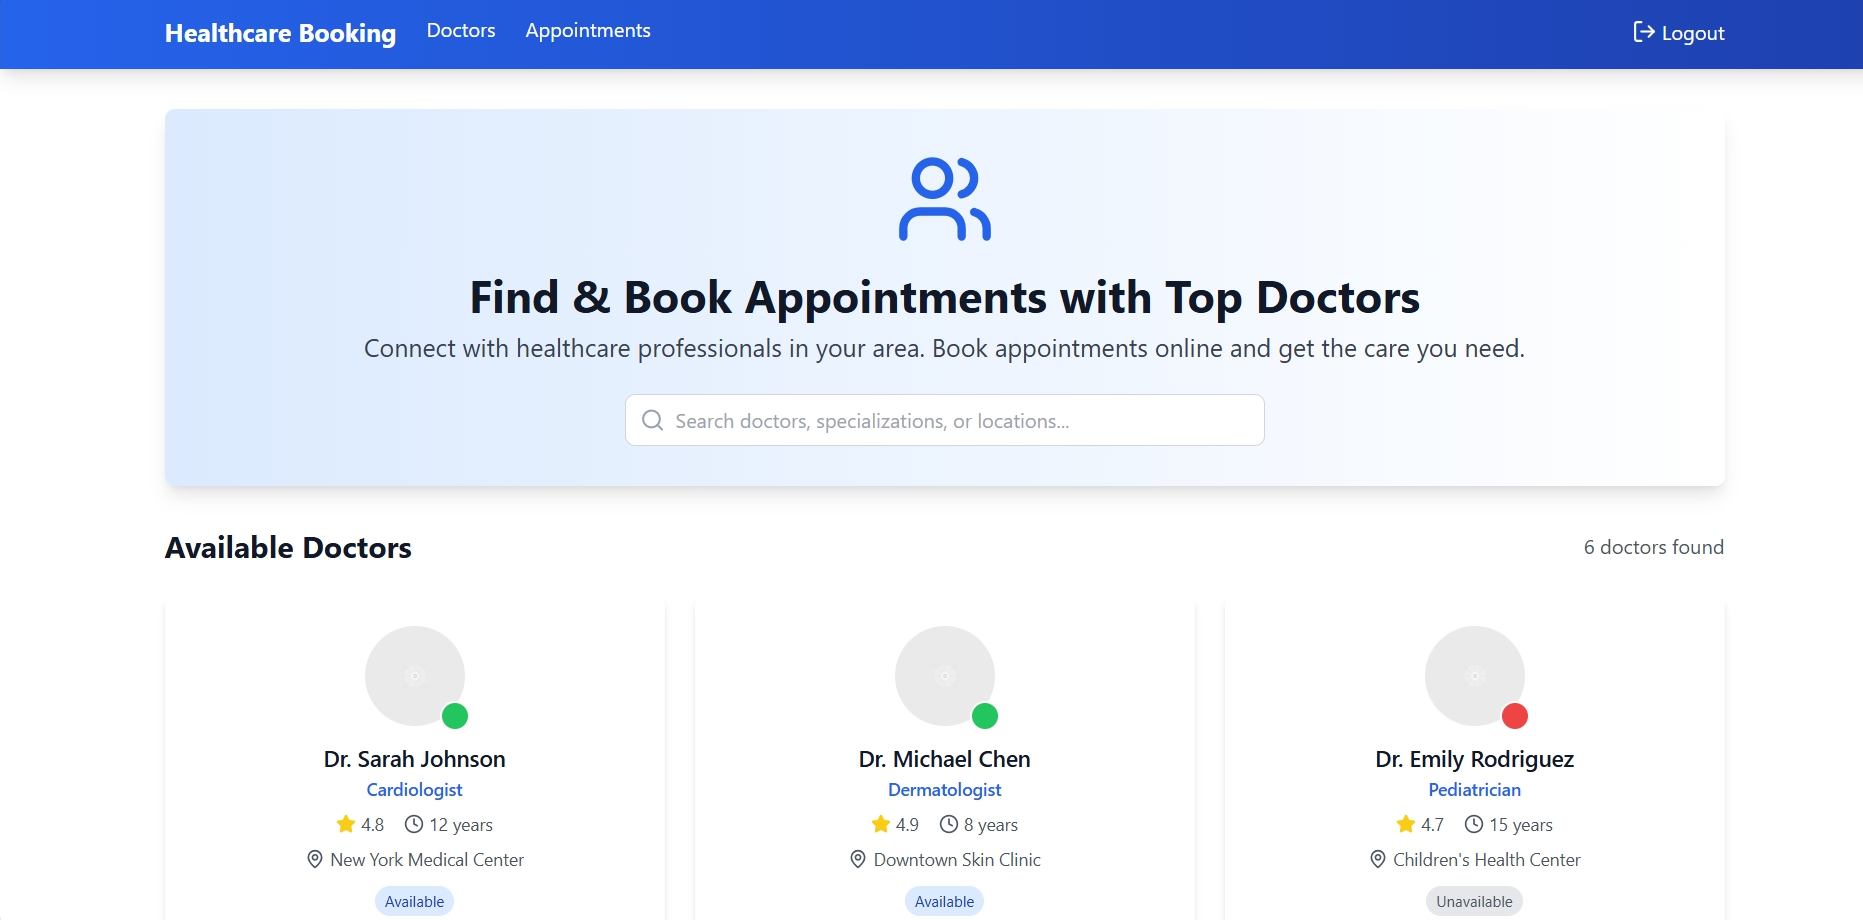 Healthcare Booking Doctors Appointments Logout
Find & Book Appointments with Top Doctors
Connect with healthcare professionals in your area. Book appointments online and get the care you need.
Search doctors, specializations, or locations...
Available Doctors 6 doctors found
Dr. Sarah Johnson
Cardiologist
4.8 12 years
New York Medical Center
Available
Dr. Michael Chen
Dermatologist
4.9 8 years
Downtown Skin Clinic
Available
Dr. Emily Rodriguez
Pediatrician
4.7 15 years
Children's Health Center
Unavailable